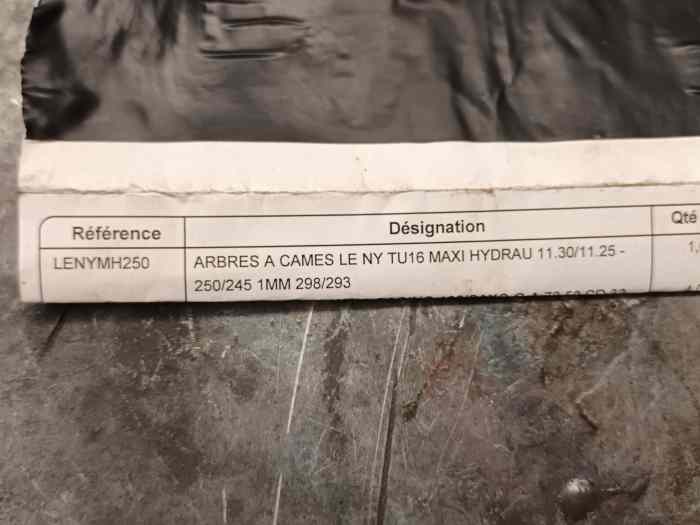 Référence Désignation Qté
LENYMH250 ARBRES A CAMES LE NY TU16 MAXI HYDRAU 11.30/11.25 - 1,
250/245 1MM 298/293